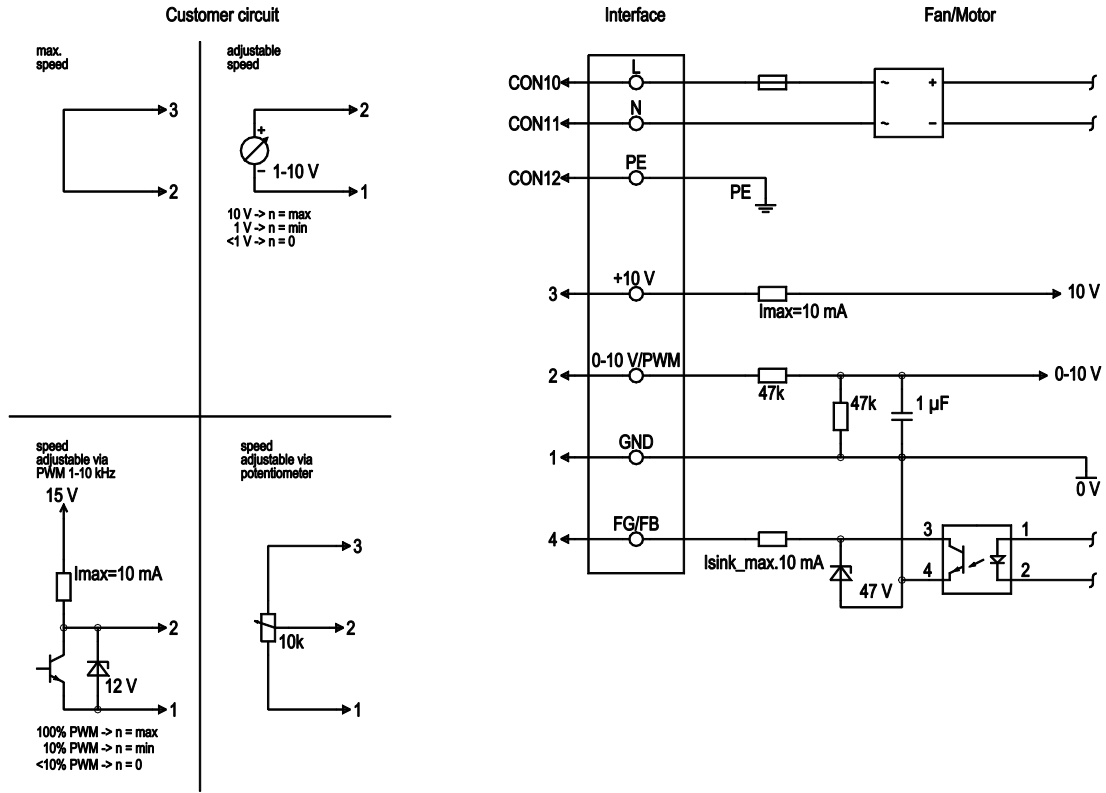 Customer circuit
max.
speed
3
2
adjustable
speed
2
+
− 1-10 V
1
10 V -> n = max
1 V -> n = min
<1 V -> n = 0
speed
adjustable via
PWM 1-10 kHz
15 V
Imax=10 mA
2
12 V
1
100% PWM -> n = max
10% PWM -> n = min
<10% PWM -> n = 0
speed
adjustable via
potentiometer
3
2
10k
1
Interface
Fan/Motor
CON10
L
~ +
CON11
N
~ −
CON12
PE
PE
3
+10 V
10 V
Imax=10 mA
2
0-10 V/PWM
0-10 V
47k
47k
1 µF
1
GND
0 V
4
FG/FB
Isink_max.10 mA
47 V
3
4
1
2